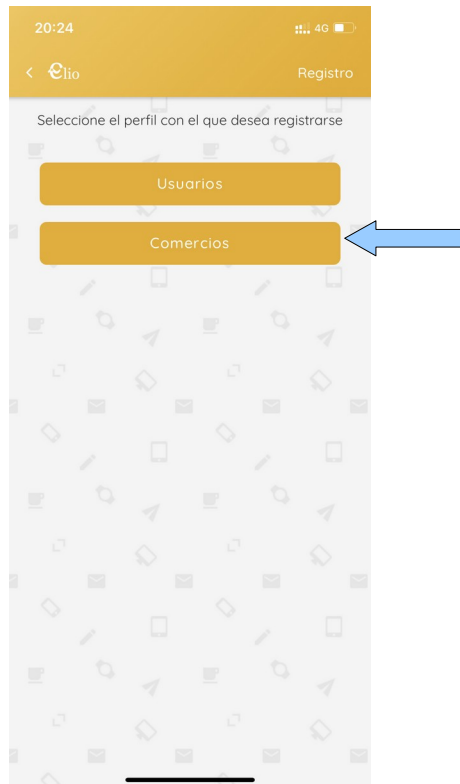 20:24
4G
< Elio
Registro
Seleccione el perfil con el que desea registrarse
Usuarios
Comercios